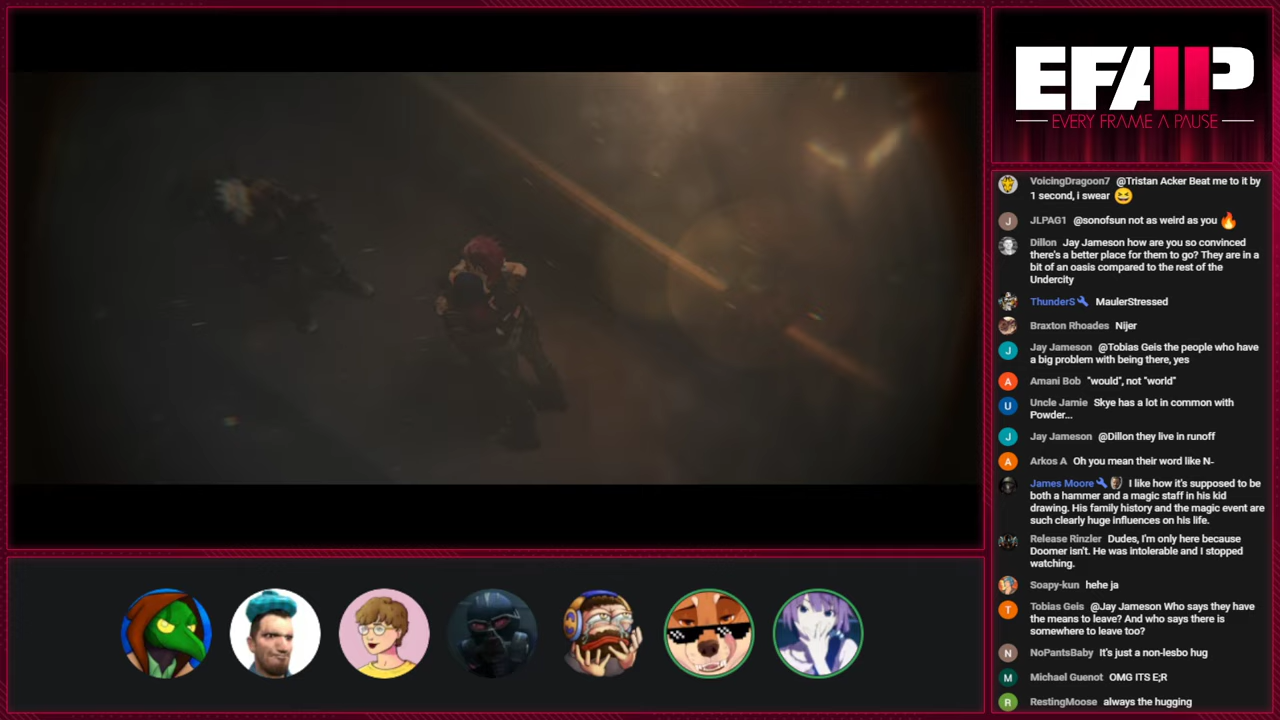 EFAP
EVERY FRAME A PAUSE
VoicingDragoon7 @Tristan Acker Beat me to it by
1 second, i swear
J
JLPAG1 @sonofsun not as weird as you
Dillon Jay Jameson how are you so convinced
there's a better place for them to go? They are in a
bit of an oasis compared to the rest of the
Undercity
ThunderS MaulerStressed
Braxton Rhoades Nijer
J
Jay Jameson @Tobias Geis the people who have
a big problem with being there, yes
A
Amani Bob "would", not "world"
U
Uncle Jamie Skye has a lot in common with
Powder...
J
Jay Jameson @Dillon they live in runoff
A
Arkos A Oh you mean their word like N-
James Moore I like how it's supposed to be
both a hammer and a magic staff in his kid
drawing. His family history and the magic event are
such clearly huge influences on his life.
Release Rinzler Dudes, I'm only here because
Doomer isn't. He was intolerable and I stopped
watching.
Soapy-kun hehe ja
T
Tobias Geis @Jay Jameson Who says they have
the means to leave? And who says there is
somewhere to leave too?
N
NoPantsBaby It's just a non-lesbo hug
M
Michael Guenot OMG ITS E;R
R
RestingMoose always the hugging